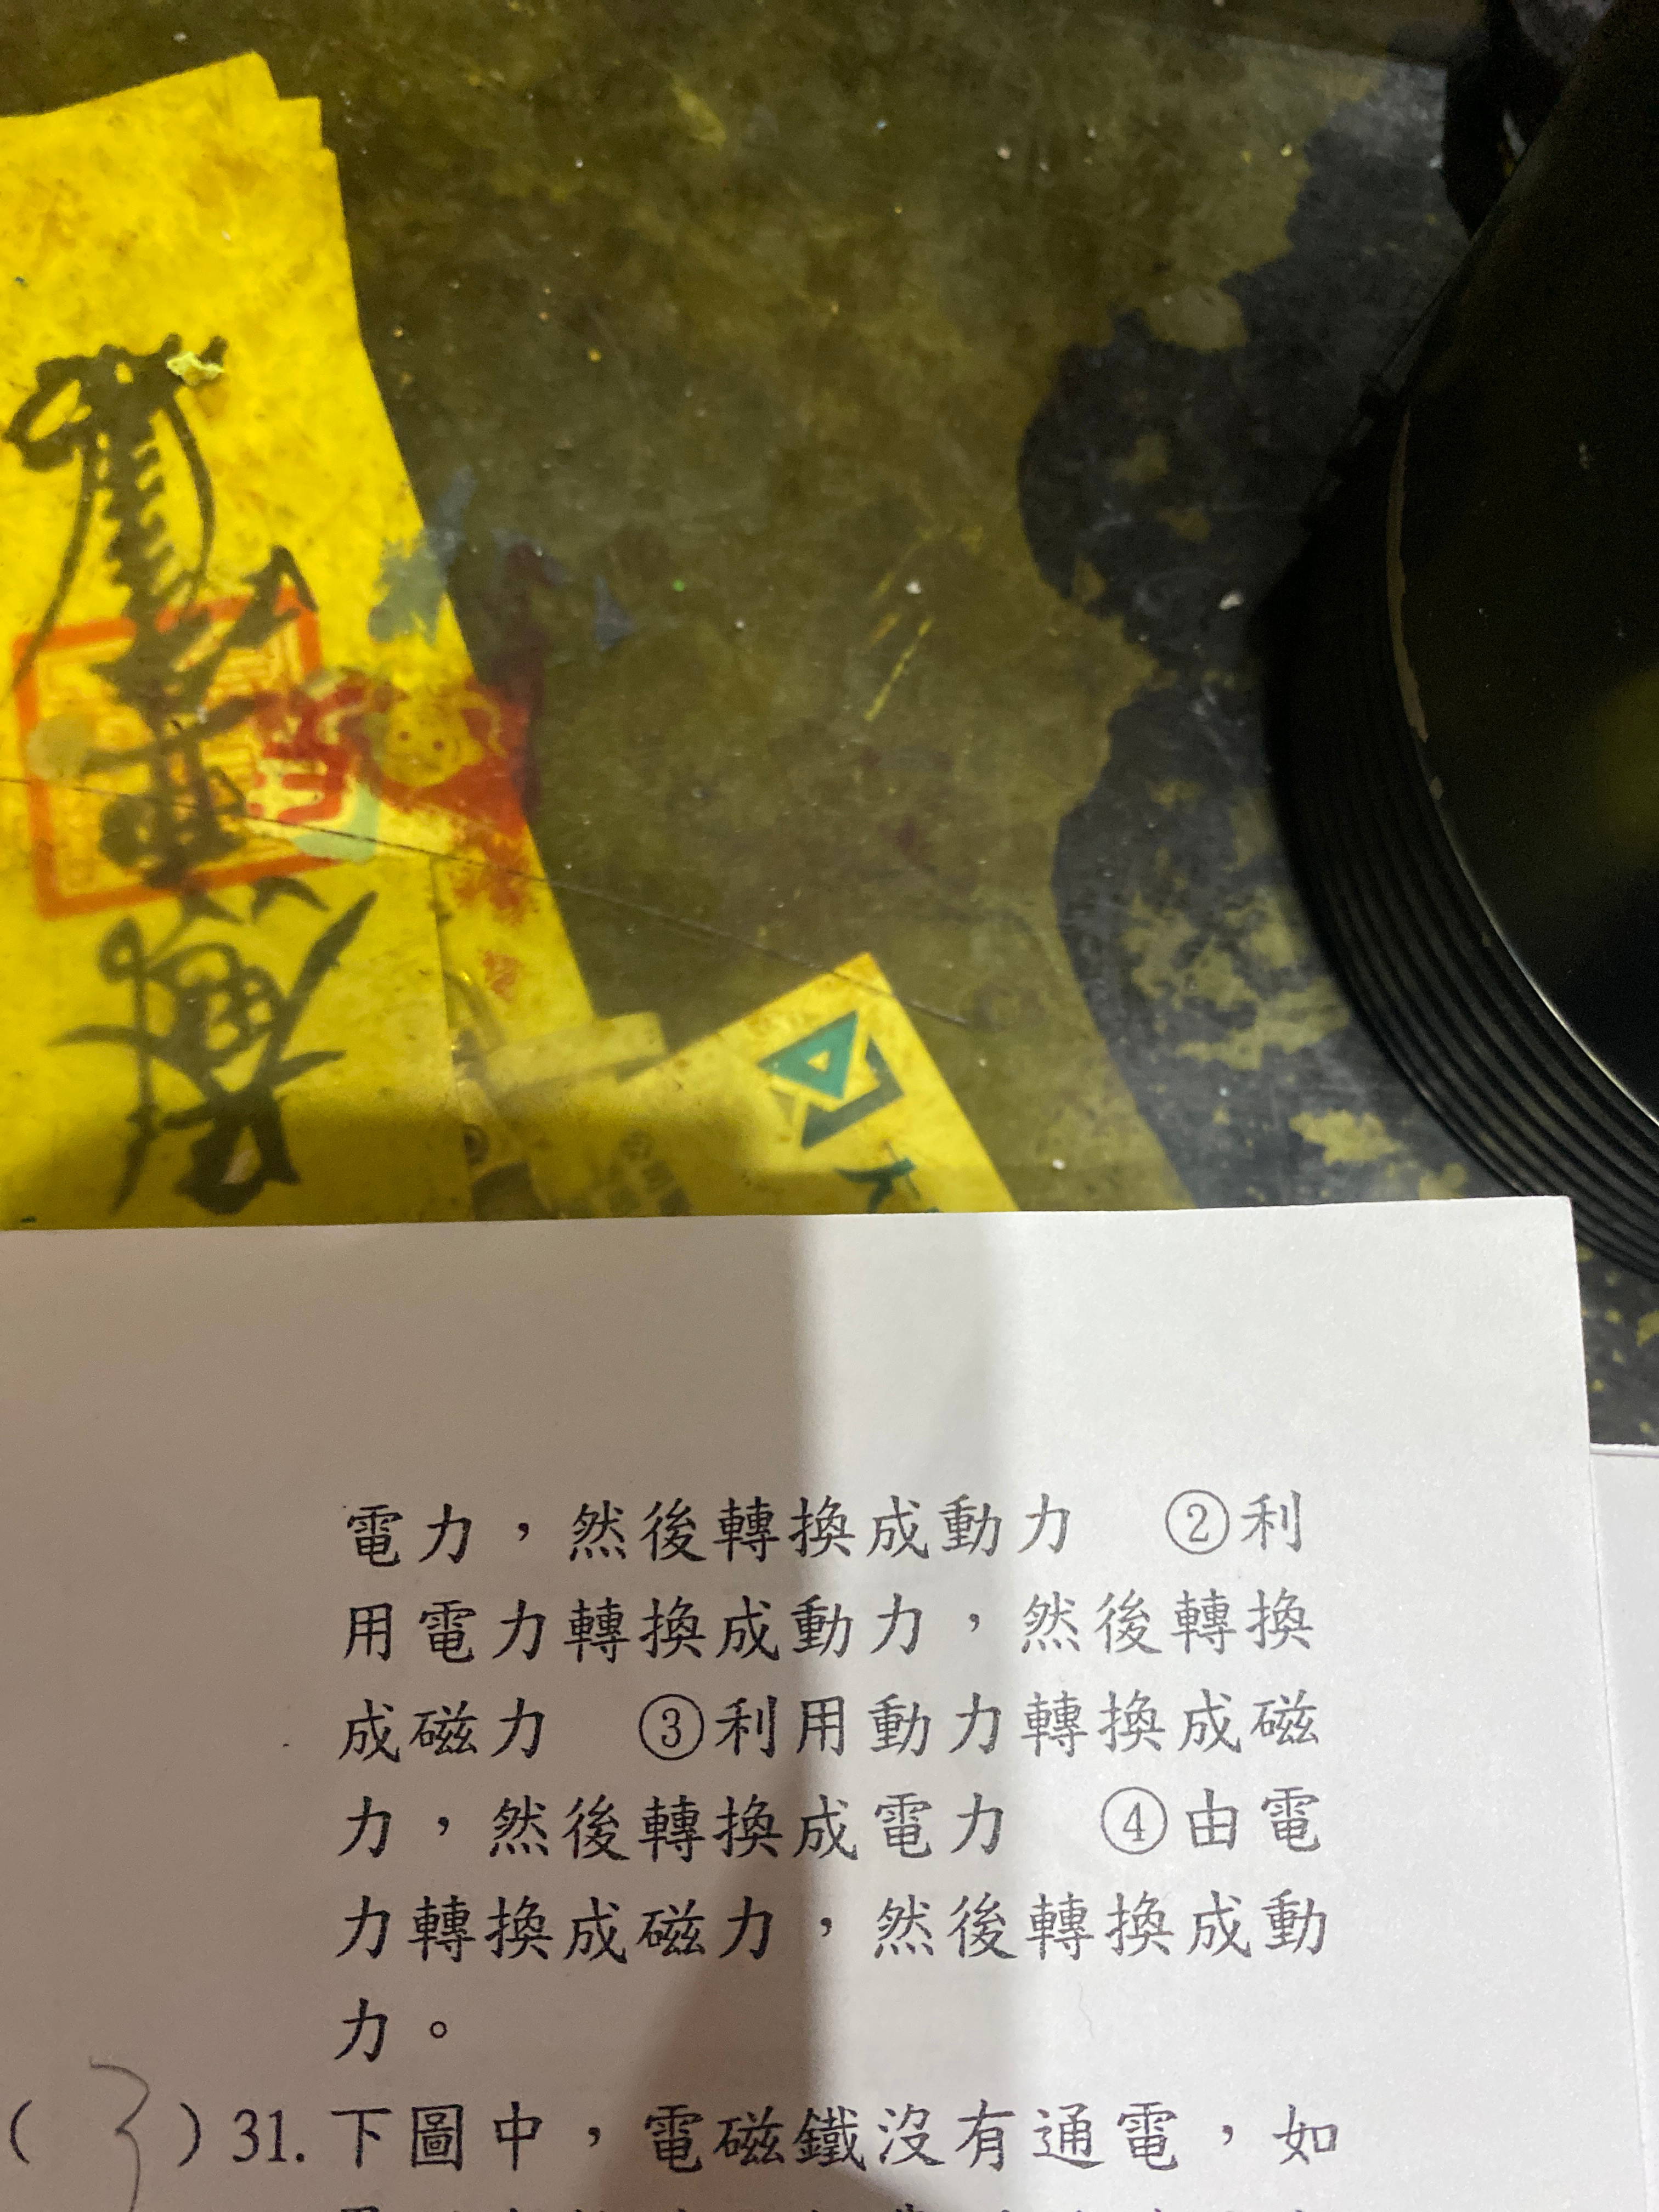 電力，然後轉換成動力　②利
用電力轉換成動力，然後轉換
成磁力　③利用動力轉換成磁
力，然後轉換成電力　④由電
力轉換成磁力，然後轉換成動
力。
( 3 ) 31. 下圖中，電磁鐵沒有通電，如